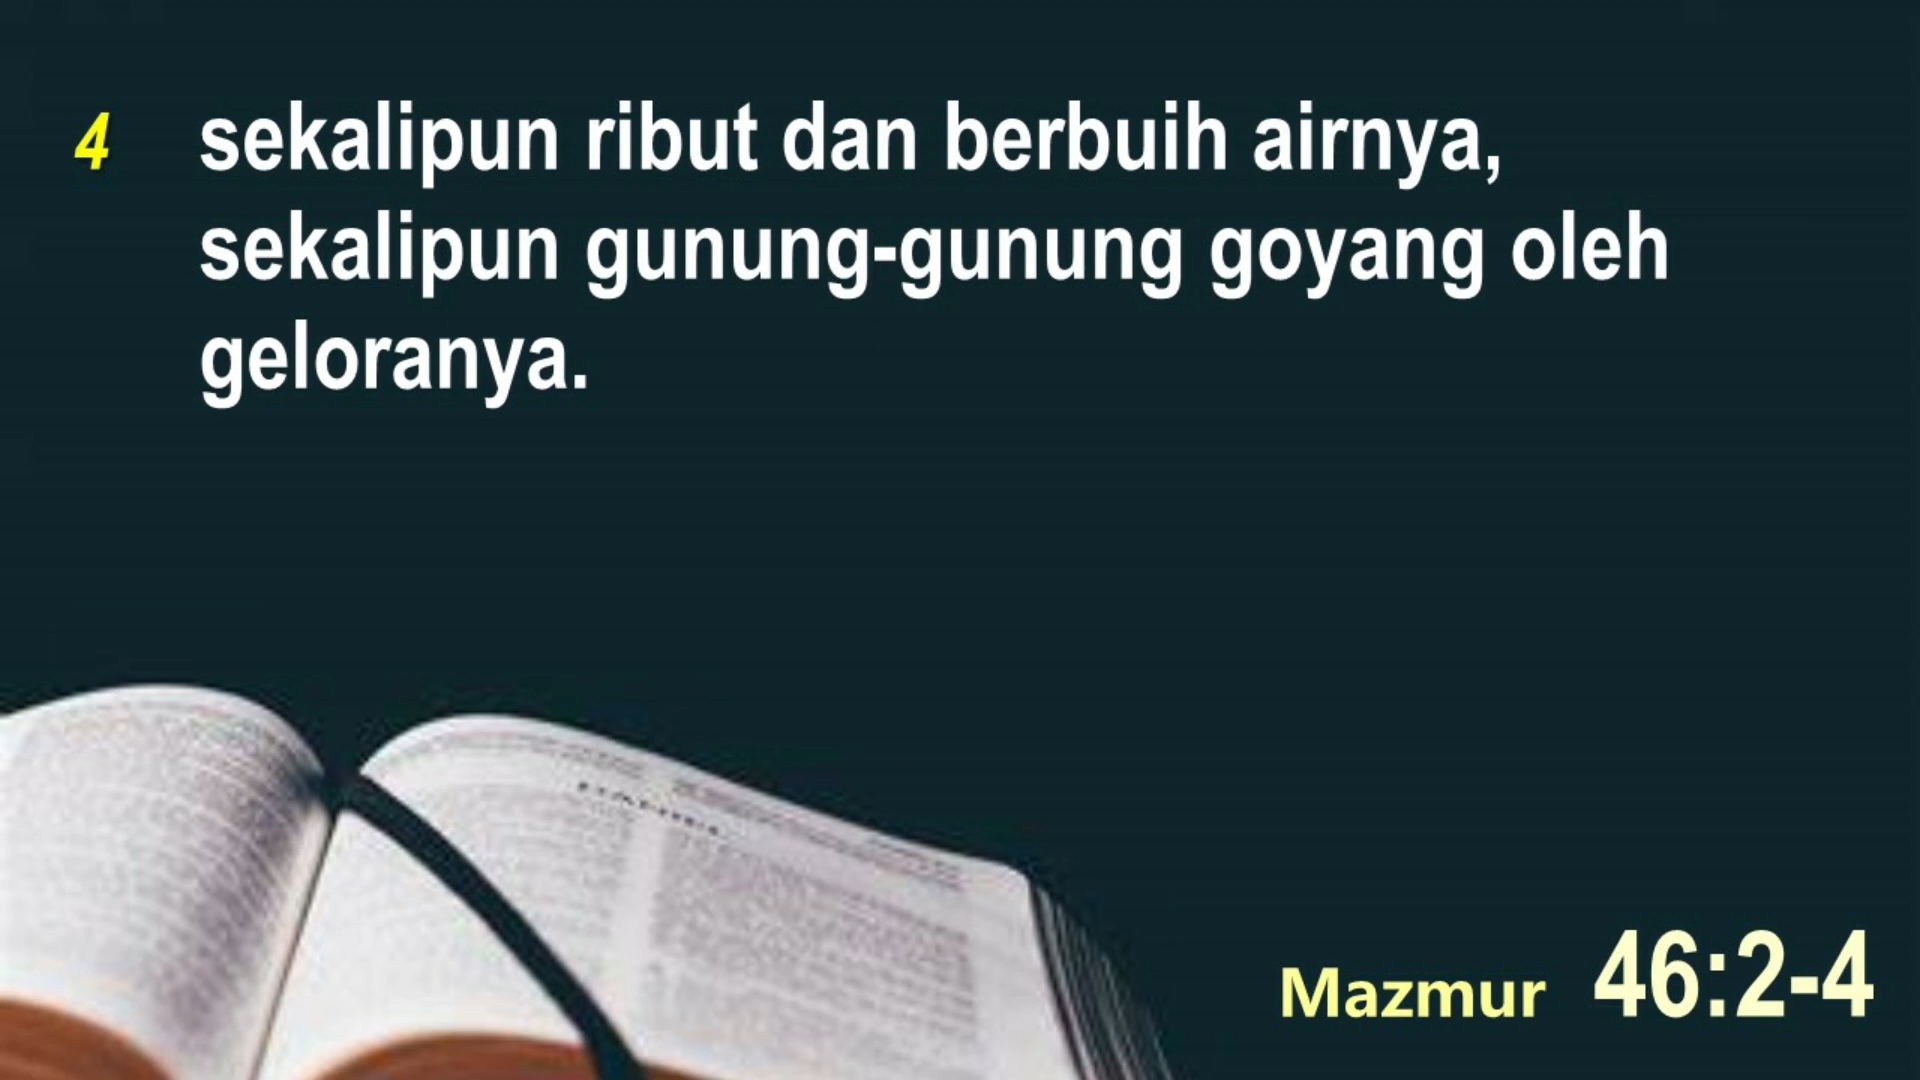 4 sekalipun ribut dan berbuih airnya,
sekalipun gunung-gunung goyang oleh
geloranya.
Mazmur 46:2-4